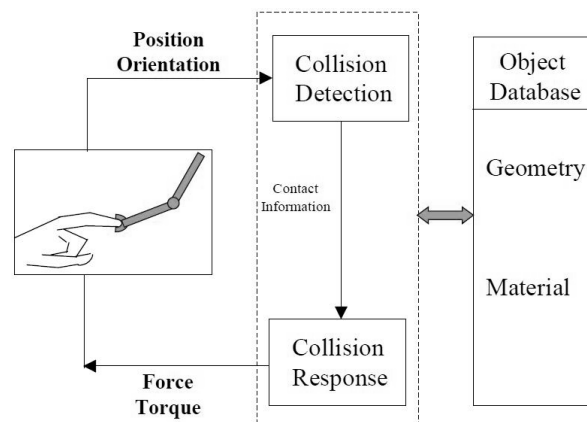 Position
Orientation
Collision
Detection
Object
Database
Contact
Information
Geometry
Material
Collision
Response
Force
Torque